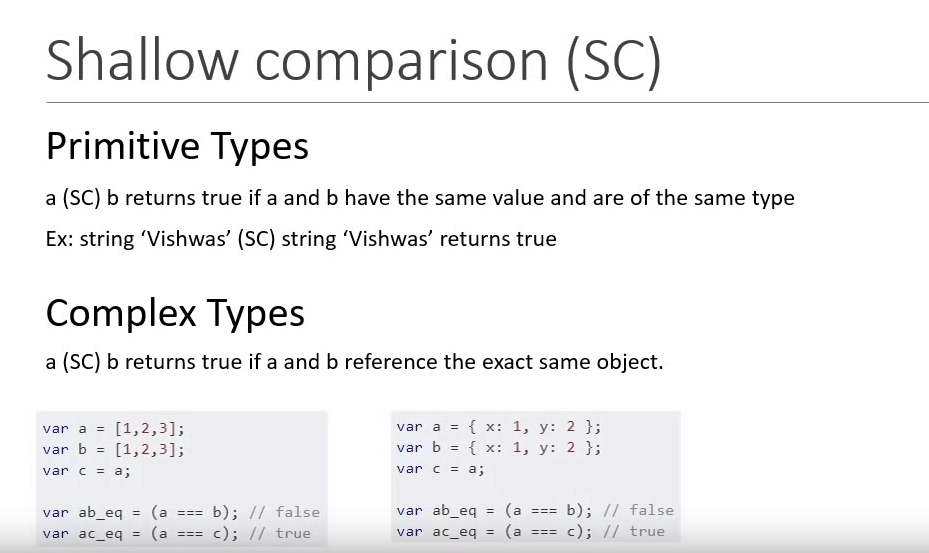 Shallow comparison (SC)
Primitive Types
a (SC) b returns true if a and b have the same value and are of the same type
Ex: string ‘Vishwas’ (SC) string ‘Vishwas’ returns true
Complex Types
a (SC) b returns true if a and b reference the exact same object.
var a = [1,2,3];
var b = [1,2,3];
var c = a;
var ab_eq = (a === b); // false
var ac_eq = (a === c); // true
var a = { x: 1, y: 2 };
var b = { x: 1, y: 2 };
var c = a;
var ab_eq = (a === b); // false
var ac_eq = (a === c); // true